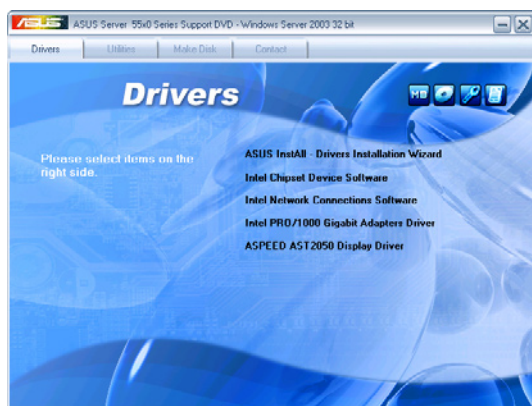 ASUS ASUS Server 55x0 Series Support DVD - Windows Server 2003 32 bit
Drivers Utilities Make Disk Contact
Drivers
MB
Please select items on the
right side.
ASUS InstAll - Drivers Installation Wizard
Intel Chipset Device Software
Intel Network Connections Software
Intel PRO/1000 Gigabit Adapters Driver
ASPEED AST2050 Display Driver